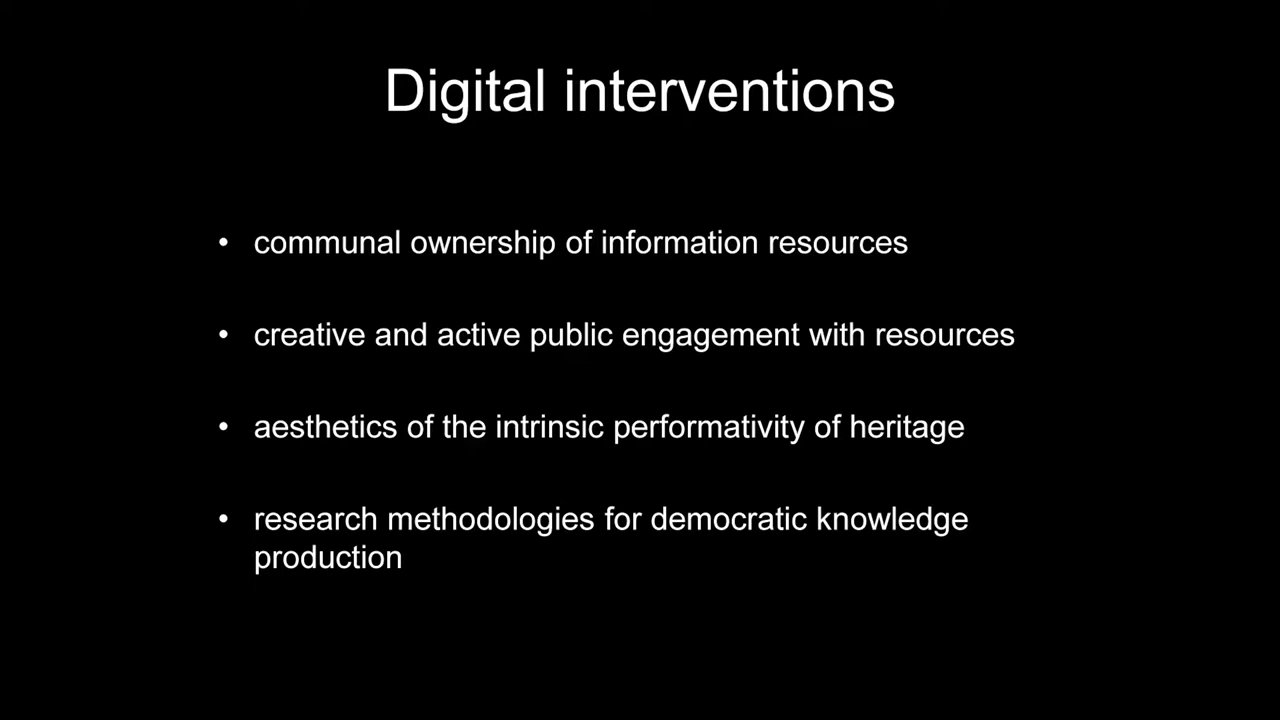 Digital interventions
• communal ownership of information resources
• creative and active public engagement with resources
• aesthetics of the intrinsic performativity of heritage
• research methodologies for democratic knowledge
production